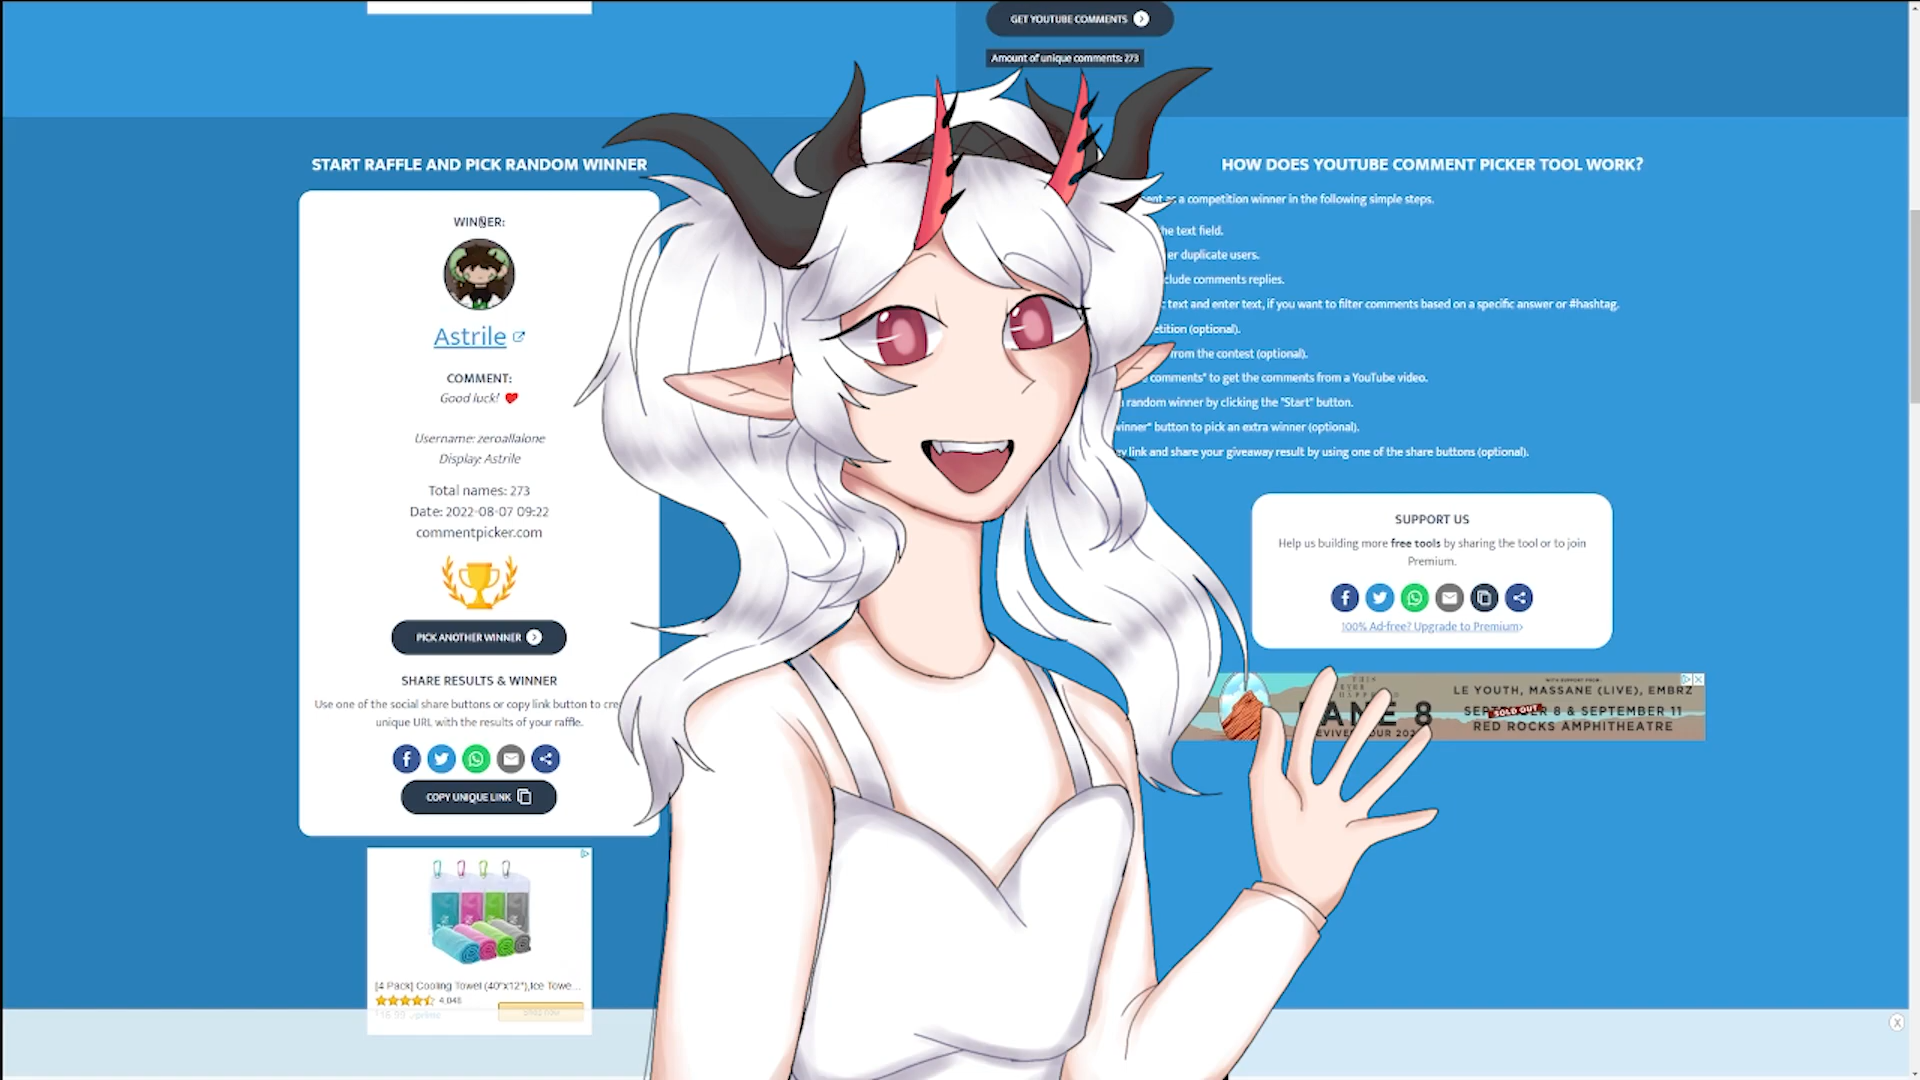 GET YOUTUBE COMMENTS
Amount of unique comments: 273
START RAFFLE AND PICK RANDOM WINNER
WINNER:
Astrile
COMMENT:
Good luck! ❤
Username: zeroallalone
Display: Astrile
Total names: 273
Date: 2022-08-07 09:22
commentpicker.com
PICK ANOTHER WINNER
SHARE RESULTS & WINNER
Use one of the social share buttons or copy link button to cre
unique URL with the results of your raffle.
COPY UNIQUE LINK
[4 Pack] Cooling Towel (40"x12"),Ice Towe...
4,048
HOW DOES YOUTUBE COMMENT PICKER TOOL WORK?
as a competition winner in the following simple steps.
the text field.
duplicate users.
comments replies.
text and enter text, if you want to filter comments based on a specific answer or #hashtag.
(optional).
from the contest (optional).
comments" to get the comments from a YouTube video.
random winner by clicking the "Start" button.
winner" button to pick an extra winner (optional).
link and share your giveaway result by using one of the share buttons (optional).
SUPPORT US
Help us building more free tools by sharing the tool or to join
Premium.
100% Ad-free? Upgrade to Premium›
WITH SUPPORT FROM:
LE YOUTH, MASSANE (LIVE), EMBRZ
8 & SEPTEMBER 11
SOLD OUT
RED ROCKS AMPHITHEATRE